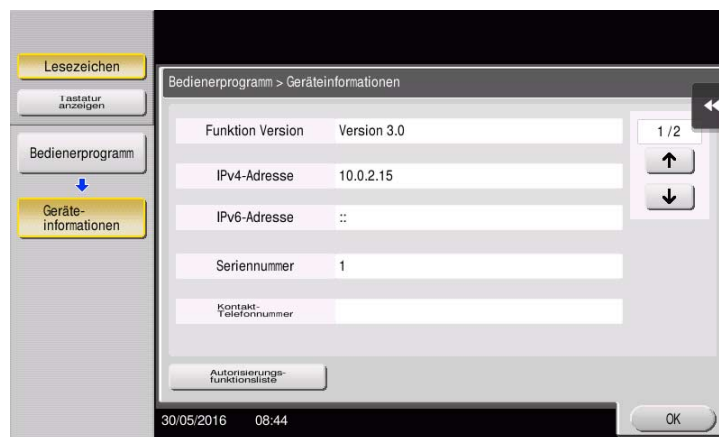 Lesezeichen
Tastatur
anzeigen
Bedienerprogramm
Geräte-
informationen
Bedienerprogramm > Geräteinformationen
Funktion Version Version 3.0
1 /2
IPv4-Adresse 10.0.2.15
IPv6-Adresse ::
Seriennummer 1
Kontakt-
Telefonnummer
Autorisierungs-
funktionsliste
30/05/2016 08:44
OK